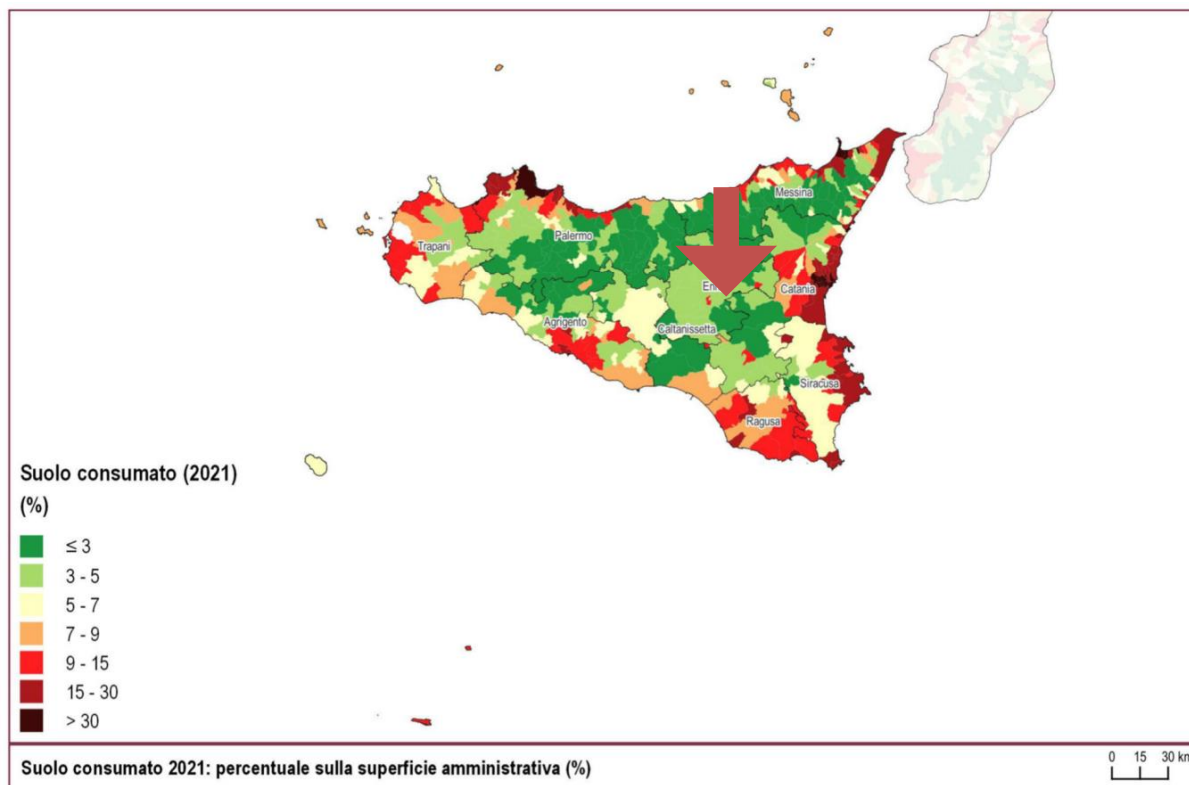 Messina
Palermo
Trapani
Catania
Agrigento
Caltanissetta
Siracusa
Ragusa
Suolo consumato (2021)
(%)
≤ 3
3 - 5
5 - 7
7 - 9
9 - 15
15 - 30
> 30
Suolo consumato 2021: percentuale sulla superficie amministrativa (%)
0 15 30 km